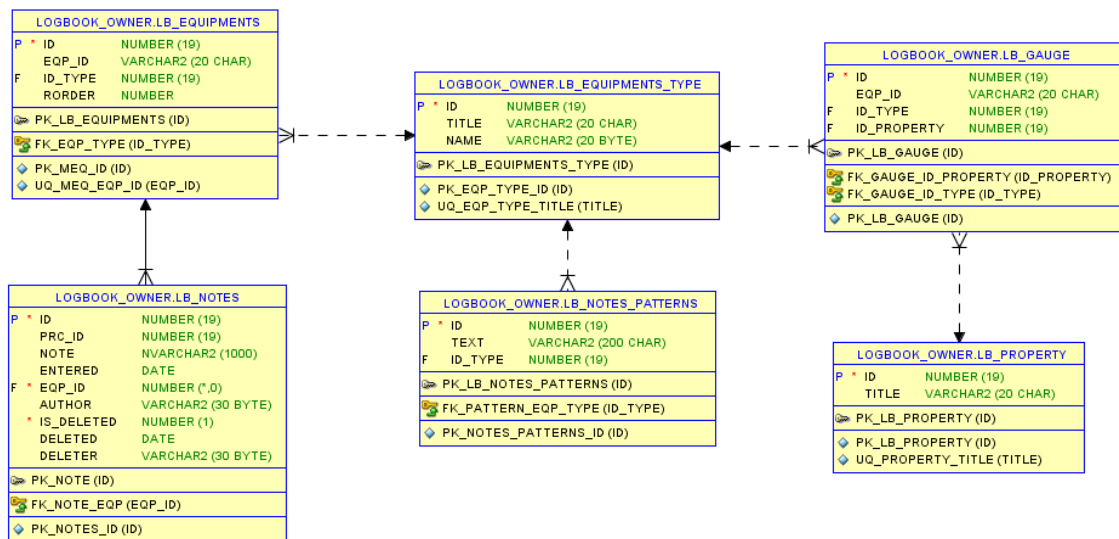 LOGBOOK_OWNER.LB_EQUIPMENTS
P * ID NUMBER (19)
EQP_ID VARCHAR2 (20 CHAR)
F ID_TYPE NUMBER (19)
RORDER NUMBER
PK_LB_EQUIPMENTS (ID)
FK_EQP_TYPE (ID_TYPE)
PK_MEQ_ID (ID)
UQ_MEQ_EQP_ID (EQP_ID)
LOGBOOK_OWNER.LB_EQUIPMENTS_TYPE
P * ID NUMBER (19)
TITLE VARCHAR2 (20 CHAR)
NAME VARCHAR2 (20 BYTE)
PK_LB_EQUIPMENTS_TYPE (ID)
PK_EQP_TYPE_ID (ID)
UQ_EQP_TYPE_TITLE (TITLE)
LOGBOOK_OWNER.LB_GAUGE
P * ID NUMBER (19)
EQP_ID VARCHAR2 (20 CHAR)
F ID_TYPE NUMBER (19)
F ID_PROPERTY NUMBER (19)
PK_LB_GAUGE (ID)
FK_GAUGE_ID_PROPERTY (ID_PROPERTY)
FK_GAUGE_ID_TYPE (ID_TYPE)
PK_LB_GAUGE (ID)
LOGBOOK_OWNER.LB_NOTES
P * ID NUMBER (19)
PRC_ID NUMBER (19)
NOTE NVARCHAR2 (1000)
ENTERED DATE
F * EQP_ID NUMBER (*,0)
AUTHOR VARCHAR2 (30 BYTE)
* IS_DELETED NUMBER (1)
DELETED DATE
DELETER VARCHAR2 (30 BYTE)
PK_NOTE (ID)
FK_NOTE_EQP (EQP_ID)
PK_NOTES_ID (ID)
LOGBOOK_OWNER.LB_NOTES_PATTERNS
P * ID NUMBER (19)
TEXT VARCHAR2 (200 CHAR)
F ID_TYPE NUMBER (19)
PK_LB_NOTES_PATTERNS (ID)
FK_PATTERN_EQP_TYPE (ID_TYPE)
PK_NOTES_PATTERNS_ID (ID)
LOGBOOK_OWNER.LB_PROPERTY
P * ID NUMBER (19)
TITLE VARCHAR2 (20 CHAR)
PK_LB_PROPERTY (ID)
PK_LB_PROPERTY (ID)
UQ_PROPERTY_TITLE (TITLE)